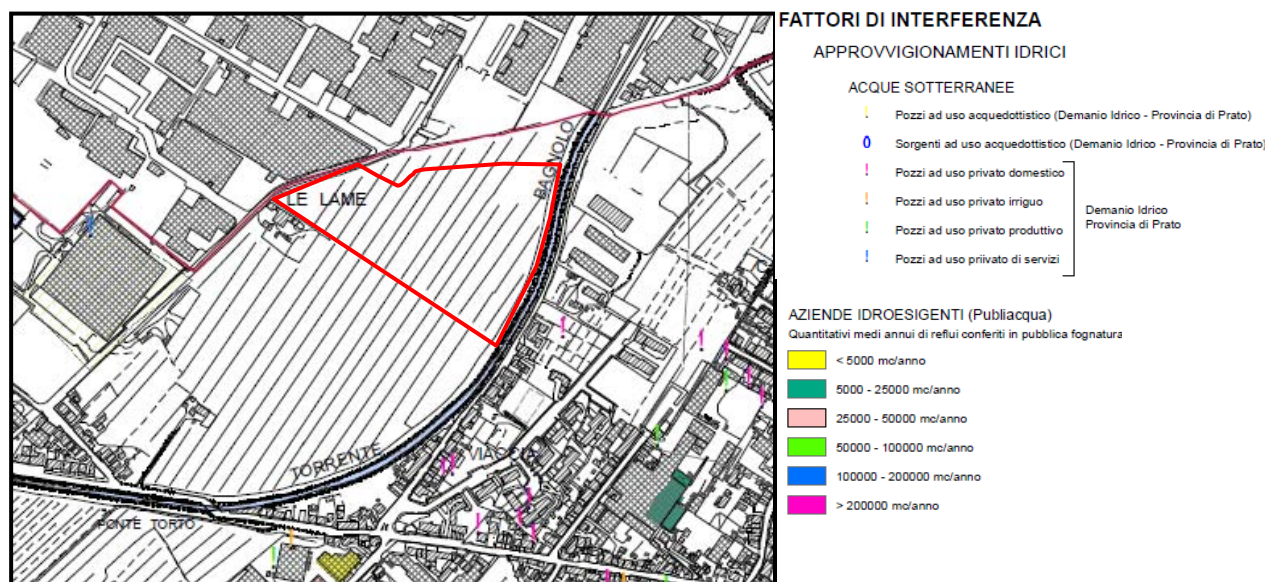 BAGNOLO
LE LAME
TORRENTE
VIACCIA
PONTE TORTO
FATTORI DI INTERFERENZA
APPROVVIGIONAMENTI IDRICI
ACQUE SOTTERRANEE
Pozzi ad uso acquedottistico (Demanio Idrico - Provincia di Prato)
Sorgenti ad uso acquedottistico (Demanio Idrico - Provincia di Prato)
Pozzi ad uso privato domestico
Pozzi ad uso privato irriguo
Pozzi ad uso privato produttivo
Pozzi ad uso priivato di servizi
Demanio Idrico
Provincia di Prato
AZIENDE IDROESIGENTI (Publiacqua)
Quantitativi medi annui di reflui conferiti in pubblica fognatura
< 5000 mc/anno
5000 - 25000 mc/anno
25000 - 50000 mc/anno
50000 - 100000 mc/anno
100000 - 200000 mc/anno
> 200000 mc/anno